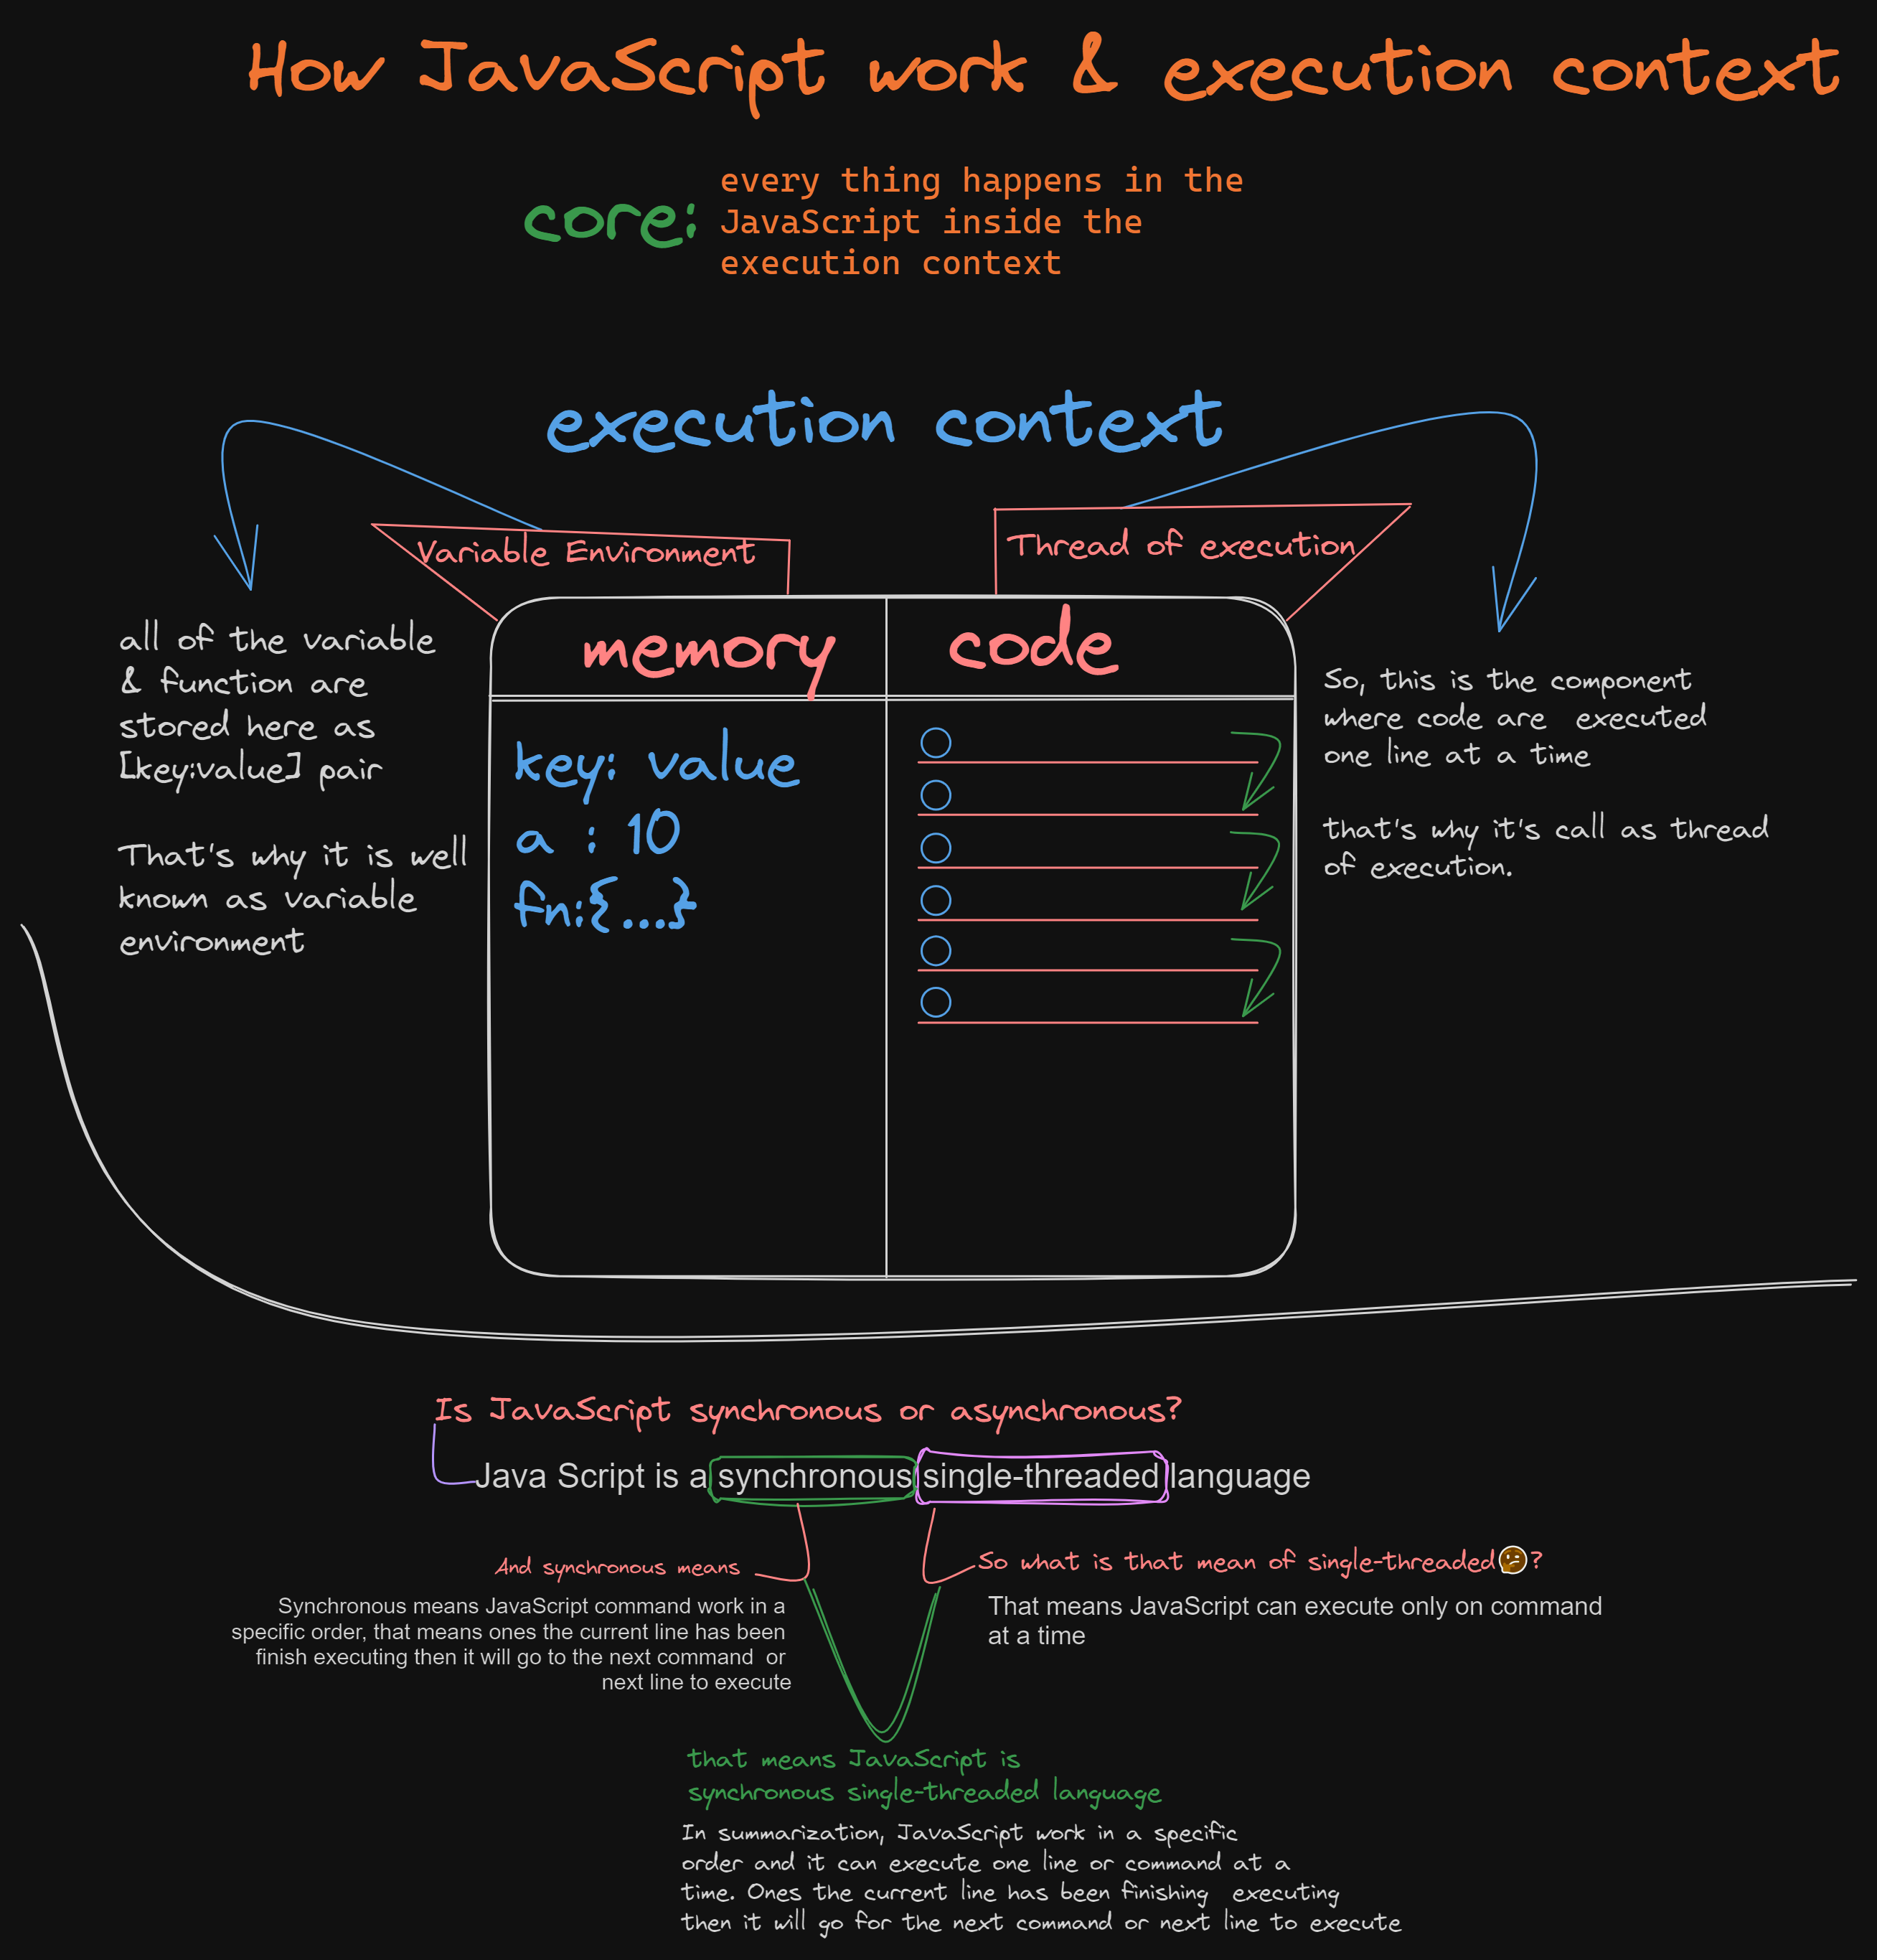 How JavaScript work & execution context
core:
every thing happens in the
JavaScript inside the
execution context
execution context
Variable Environment
Thread of execution
memory
code
all of the variable
& function are
stored here as
[key:value] pair
That's why it is well
known as variable
environment
key: value
a : 10
fn:{....}
So, this is the component
where code are executed
one line at a time
that's why it's call as thread
of execution.
Is JavaScript synchronous or asynchronous?
Java Script is a synchronous single-threaded language
And synchronous means
Synchronous means JavaScript command work in a
specific order, that means ones the current line has been
finish executing then it will go to the next command or
next line to execute
So what is that mean of single-threaded🫤?
That means JavaScript can execute only on command
at a time
that means JavaScript is
synchronous single-threaded language
In summarization, JavaScript work in a specific
order and it can execute one line or command at a
time. Ones the current line has been finishing executing
then it will go for the next command or next line to execute